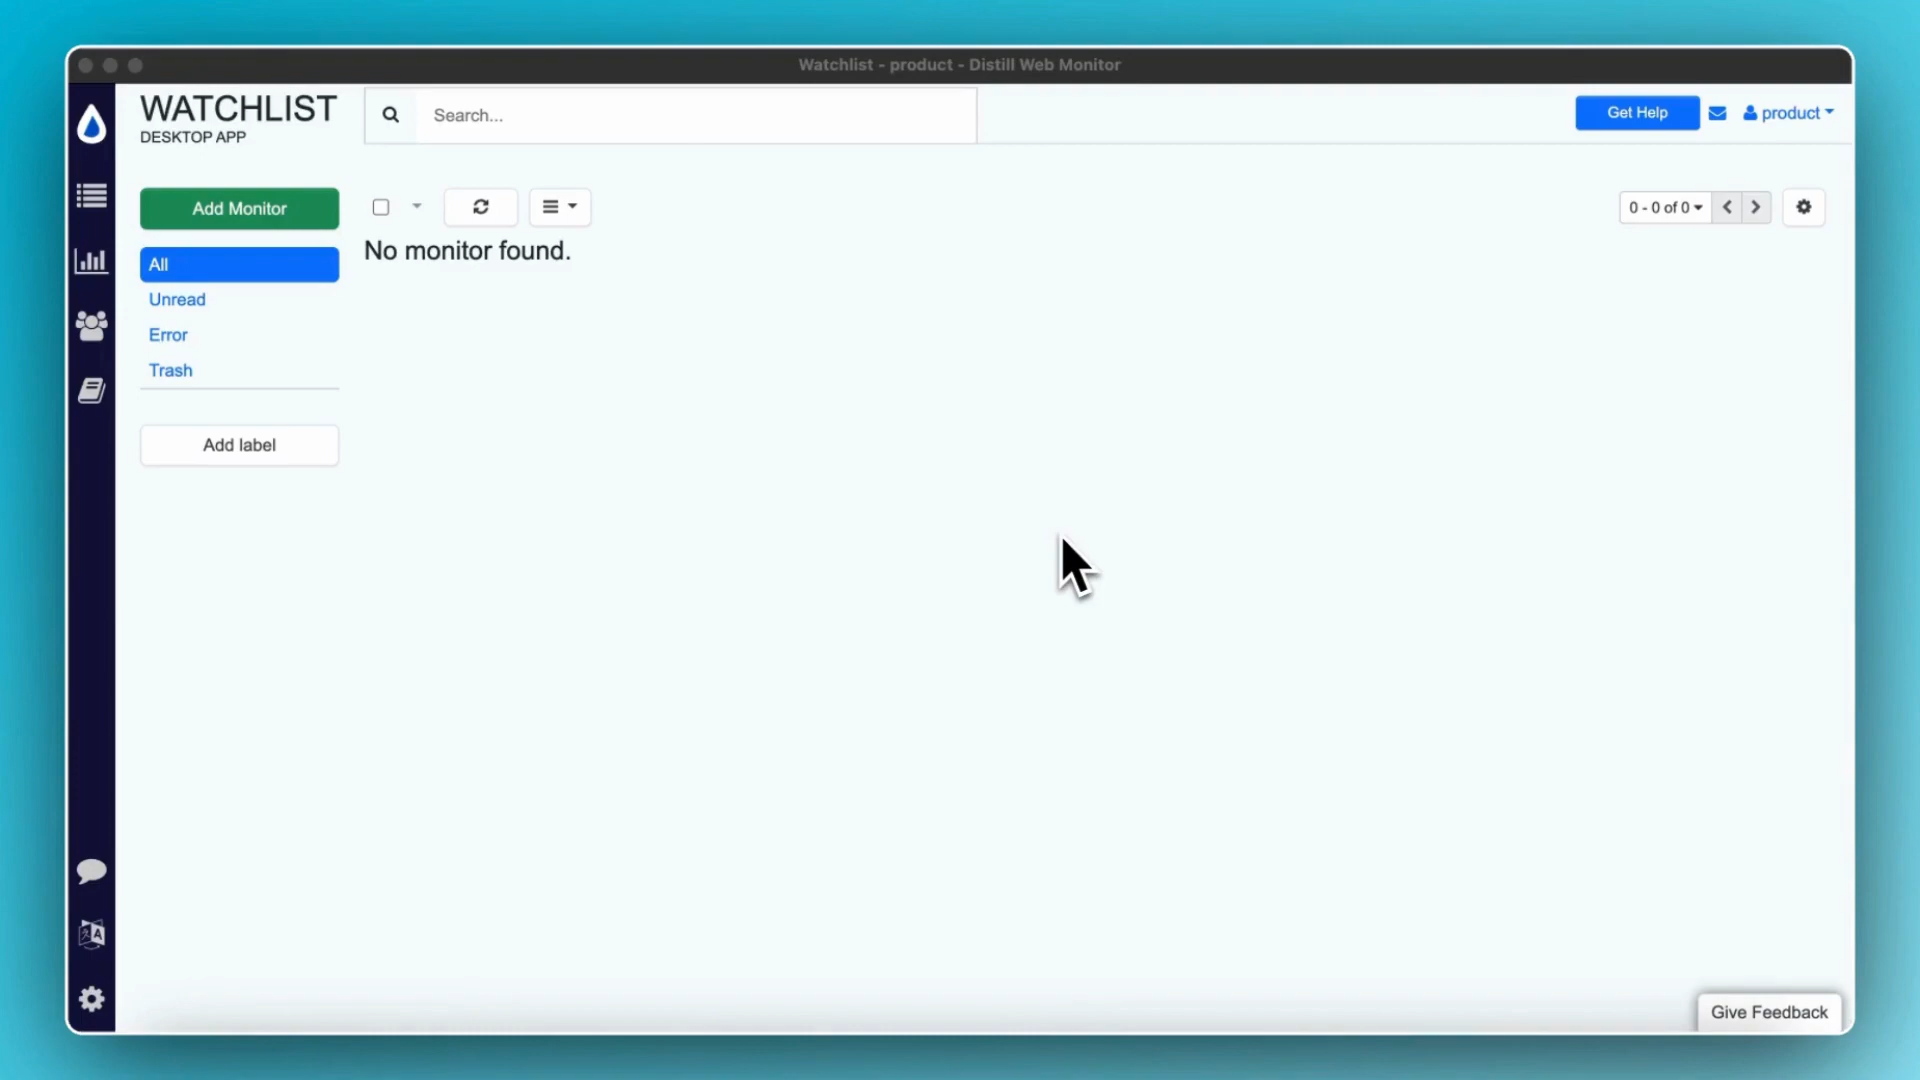 Watchlist - product - Distill Web Monitor
WATCHLIST
DESKTOP APP
Search...
Get Help
product
Add Monitor
0 - 0 of 0
No monitor found.
All
Unread
Error
Trash
Add label
Give Feedback